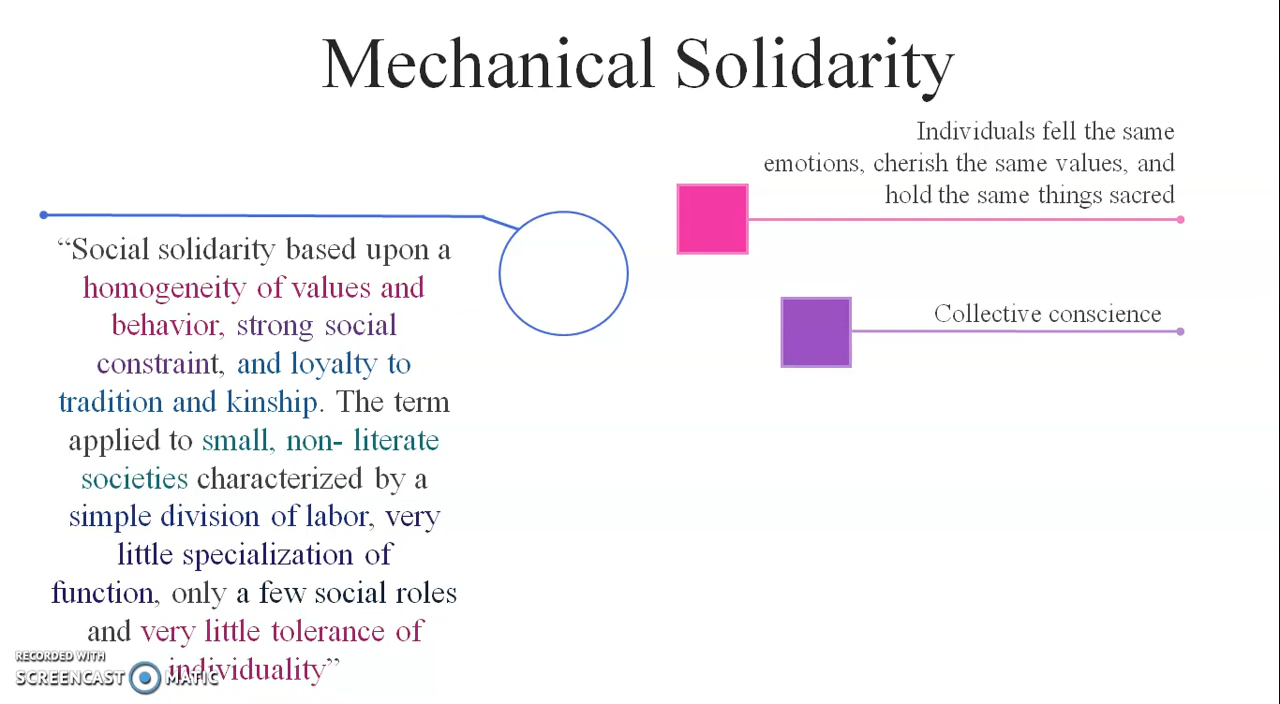 Mechanical Solidarity
Individuals fell the same
emotions, cherish the same values, and
hold the same things sacred
“Social solidarity based upon a
homogeneity of values and
behavior, strong social
constraint, and loyalty to
tradition and kinship. The term
applied to small, non- literate
societies characterized by a
simple division of labor, very
little specialization of
function, only a few social roles
and very little tolerance of
individuality”
Collective conscience
RECORDED WITH
SCREENCAST MATIC